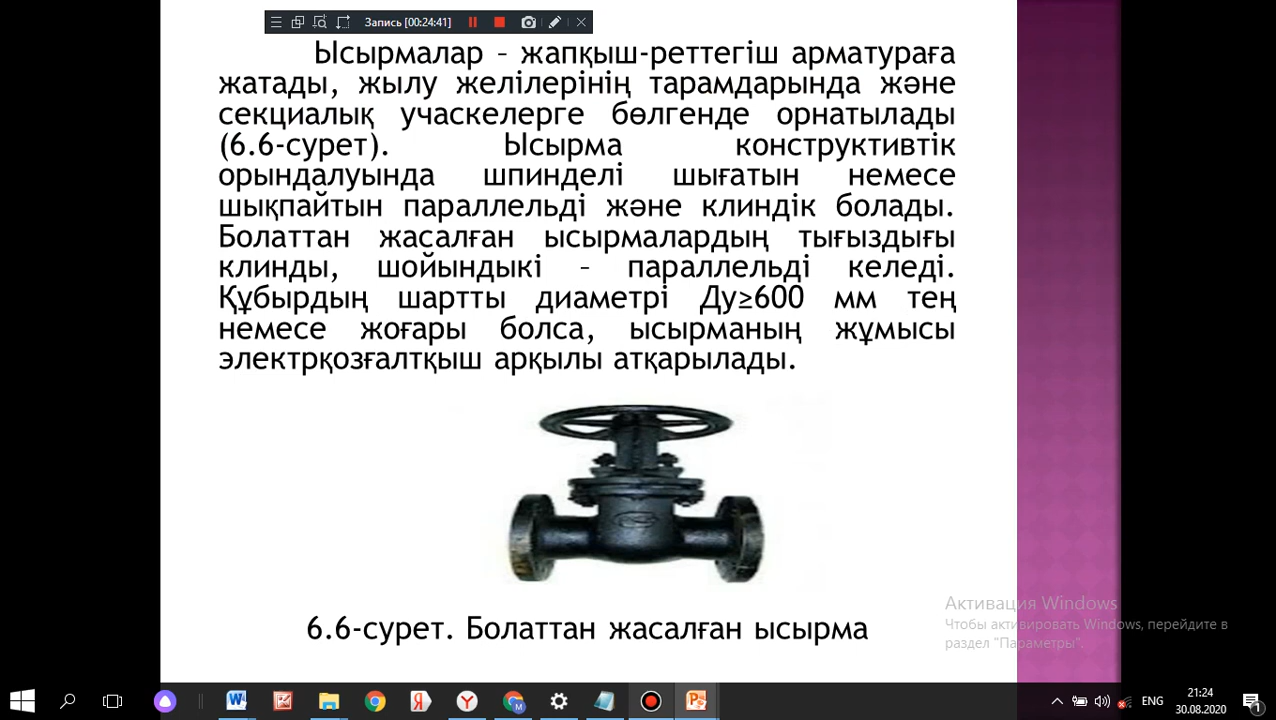 Запись [00:24:41]
Ысырмалар – жапқыш-реттегіш арматураға
жатады, жылу желілерінің тарамдарында және
секциалық учаскелерге бөлгенде орнатылады
(6.6-сурет). Ысырма конструктивтік
орындалуында шпинделі шығатын немесе
шықпайтын параллельді және клиндік болады.
Болаттан жасалған ысырмалардың тығыздығы
клинды, шойындыкі – параллельді келеді.
Құбырдың шартты диаметрі Ду≥600 мм тең
немесе жоғары болса, ысырманың жұмысы
электрқозғалтқыш арқылы атқарылады.
6.6-сурет. Болаттан жасалған ысырма
Активация Windows
Чтобы активировать Windows, перейдите в
раздел "Параметры".
ENG
21:24
30.08.2020
1